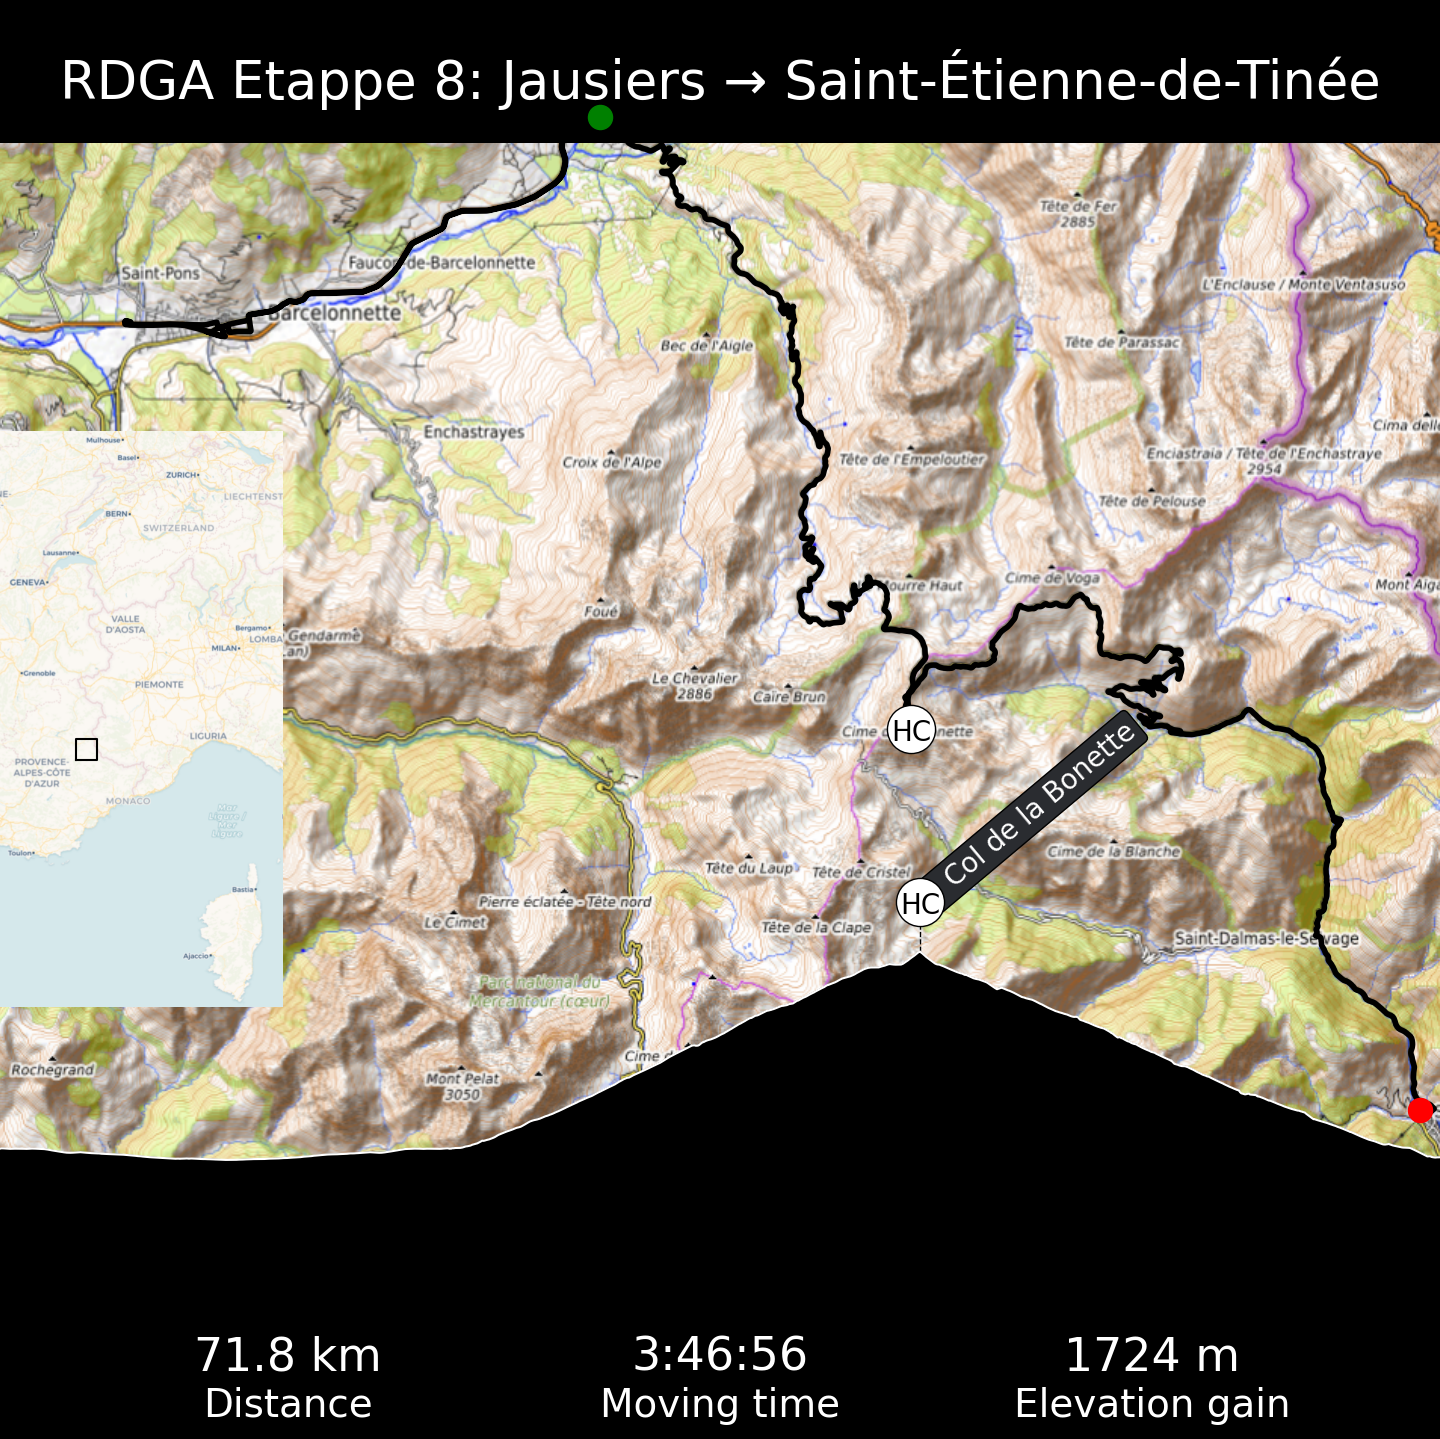 RDGA Etappe 8: Jausiers → Saint-Étienne-de-Tinée
Tête de Fer
2885
Saint-Pons
Faucon-de-Barcelonnette
L'Enclause / Monte Ventasuso
Barcelonnette
Bec de l'Aigle
Tête de Parassac
Enchastrayes
Cima delle
Croix de l'Alpe
Tête de l'Empeloutier
Enciastraia / Tête de l'Enchastraye
2954
Tête de Pelouse
Mourre Haut
Cime de Voga
Mont Aiga
Foué
Gendarme
an)
Le Chevalier
2886
Caire Brun
Cime de
nette
HC
Col de la Bonette
HC
Cime de la Blanche
Tête du Laup
Tête de Cristel
Pierre éclatée - Tête nord
Le Cimet
Tête de la Clape
Saint-Dalmas-le-Selvage
Parc national du
Mercantour (cœur)
Cime d
Rochegrand
Mont Pelat
3050
Mulhouse
Basel
ZURICH
NE-
LIECHTENST
BERN
SWITZERLAND
Lausanne
GENEVA
VALLE
D'AOSTA
Bergamo
LOMBA
MILAN
Grenoble
PIEMONTE
LIGURIA
PROVENCE-
ALPES-CÔTE
D'AZUR
MONACO
Mar
Ligure /
Mer
Ligure
Toulon
Bastia
Ajaccio
71.8 km
3:46:56
1724 m
Distance
Moving time
Elevation gain